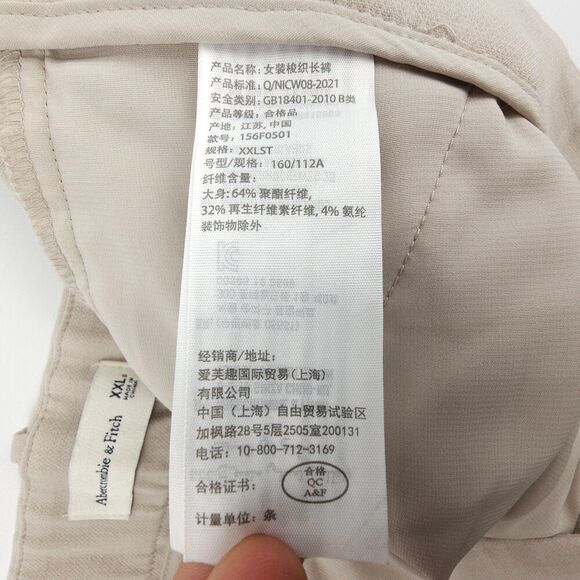 产品名称: 女装梭织长裤
产品标准: Q/NICW08-2021
安全类别: GB18401-2010 B类
产品等级: 合格品
产地: 江苏, 中国
款号: 156F0501
规格: XXLST
号型/规格: 160/112A
纤维含量:
大身: 64% 聚酯纤维,
32% 再生纤维素纤维, 4% 氨纶
装饰物除外
经销商/地址:
爱芙趣国际贸易(上海)
有限公司
中国（上海）自由贸易试验区
加枫路28号5层2505室200131
电话: 10-800-712-3169
合格证书:
合格
QC
A&F
计量单位: 条
Abercrombie & Fitch
XXL S
MADE IN
CHINA